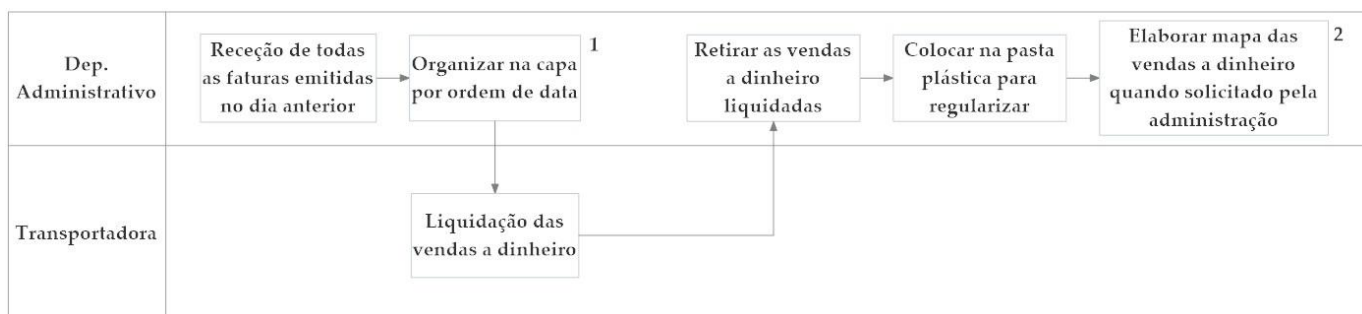 Dep.
Administrativo
Receção de todas
as faturas emitidas
no dia anterior
Organizar na capa
por ordem de data
1
Retirar as vendas
a dinheiro
liquidadas
Colocar na pasta
plástica para
regularizar
Elaborar mapa das
vendas a dinheiro
quando solicitado pela
administração
2
Transportadora
Liquidação das
vendas a dinheiro